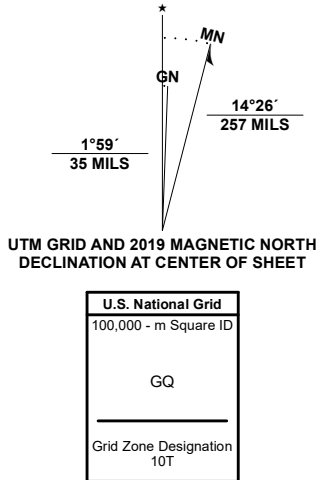 ★
MN
GN
1°59´
35 MILS
14°26´
257 MILS
UTM GRID AND 2019 MAGNETIC NORTH
DECLINATION AT CENTER OF SHEET
U.S. National Grid
100,000 - m Square ID
GQ
Grid Zone Designation
10T